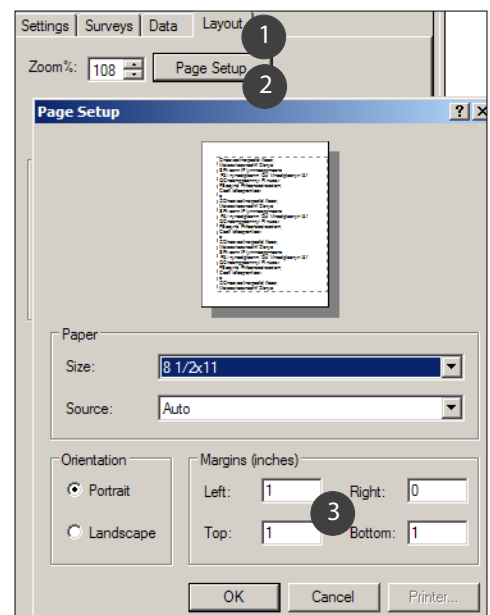 Settings Surveys Data Layout
1
Zoom%: 108 Page Setup
2
Page Setup ? X
Paper
Size: 8 1/2x11
Source: Auto
Orientation Margins (inches)
Portrait Left: 1 Right: 0
3
Landscape Top: 1 Bottom: 1
OK Cancel Printer...